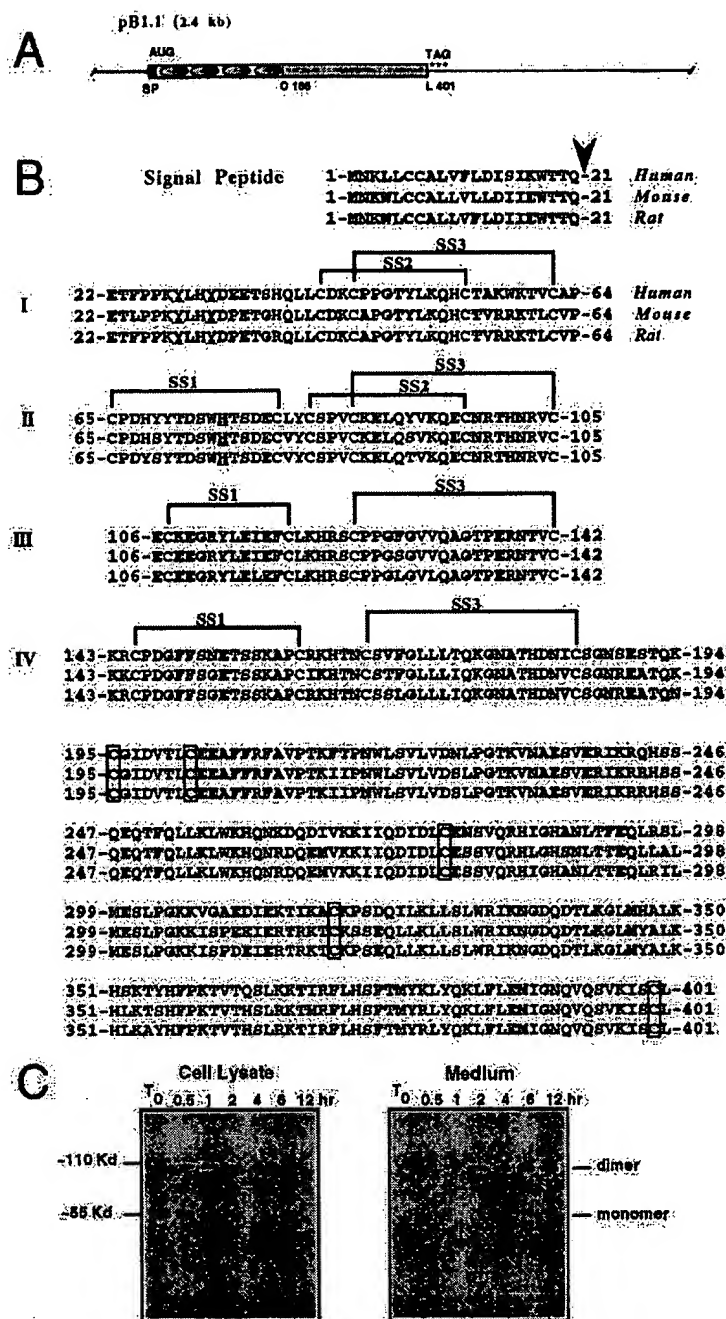 pB1.1 (2.4 kb)
A
AUG
TAG
***
SP
L 401
B
Signal Peptide
1-MNKLLCCALVFLDISIKWTTQ-21 Human
1-MNKWLCCALLVLLDIIEWTTQ-21 Mouse
1-MNKWLCCALLVFLDIIEWTTQ-21 Rat
SS3
SS2
I
22-ETFPPKYLHYDEETSHQLLCDKCPPGTYLKQHCTAKWKTVCAP-64 Human
22-ETLPPKYLHYDPETGHQLLCDKCAPGTYLKQHCTVRRKTLCVP-64 Mouse
22-ETFPPKYLHYDPETGRQLLCDKCAPGTYLKQHCTVRRKTLCVP-64 Rat
SS3
SS1
SS2
II
65-CPDHYYTDSWHTSDECLYCSPVCKELQYVKQECNRTHNRVC-105
65-CPDHSYTDSWHTSDECVYCSPVCKELQSVKQECNRTHNRVC-105
65-CPDYSYTDSWHTSDECVYCSPVCKELQTVKQECNRTHNRVC-105
SS1
SS3
III
106-ECKEGRYLEIEFCLKHRSCPPGFGVVQAGTPERNTVC-142
106-ECEEGRYLEIEFCLKHRSCPPGSGVVQAGTPERNTVC-142
106-ECEEGRYLELEFCLKHRSCPPGLGVLQAGTPERNTVC-142
SS1
SS3
IV
143-KRCPDGFFSNETSSKAPCRKHTNCSVFGLLLTQKGNATHDNICSGNSESTQK-194
143-KKCPDGFFSGETSSKAPCIKHTNCSTFGLLLIQKGNATHDNVCSGNREATQK-194
143-KRCPDGFFSGETSSKAPCRKHTNCSSLGLLLIQKGNATHDNVCSGNREATQN-194
195-CGIDVTLCEEAFFRFAVPTKFTPNWLSVLVDNLPGTKVNAESVERIKRQHSS-246
195-CGIDVTLCEEAFFRFAVPTKIIPNWLSVLVDSLPGTKVNAESVERIKRRHSS-246
195-CGIDVTLCEEAFFRFAVPTKIIPNWLSVLVDSLPGTKVNAESVERIKRRHSS-246
247-QEQTFQLLKLWKHQNKDQDIVKKIIQDIDLCENSVQRHIGHANLTFEQLRSL-298
247-QEQTFQLLKLWKHQNRDQEMVKKIIQDIDLCESSVQRHLGHSNLTTEQLLAL-298
247-QEQTFQLLKLWKHQNRDQEMVKKIIQDIDLCESSVQRHIGHANLTTEQLRIL-298
299-MESLPGKKVGAEDIEKTIKACKPSDQILKLLSLWRIKNGDQDTLKGLMHALK-350
299-MESLPGKKISPEEIERTRKTCKSSEQLLKLLSLWRIKNGDQDTLKGLMYALK-350
299-MESLPGKKISPDEIERTRKTCKPSEQLLKLLSLWRIKNGDQDTLKGLMYALK-350
351-HSKTYHFPKTVTQSLKKTIRFLHSFTMYKLYQKLFLEMIGNQVQSVKISCL-401
351-HLKTSHFPKTVTHSLRKTMRFLHSFTMYRLYQKLFLEMIGNQVQSVKISCL-401
351-HLKAYHFPKTVTHSLRKTIRFLHSFTMYRLYQKLFLEMIGNQVQSVKISCL-401
C
Cell Lysate
Medium
T0 0.5 1 2 4 6 12 hr
T0 0.5 1 2 4 6 12 hr
-110 Kd
dimer
-55 Kd
monomer